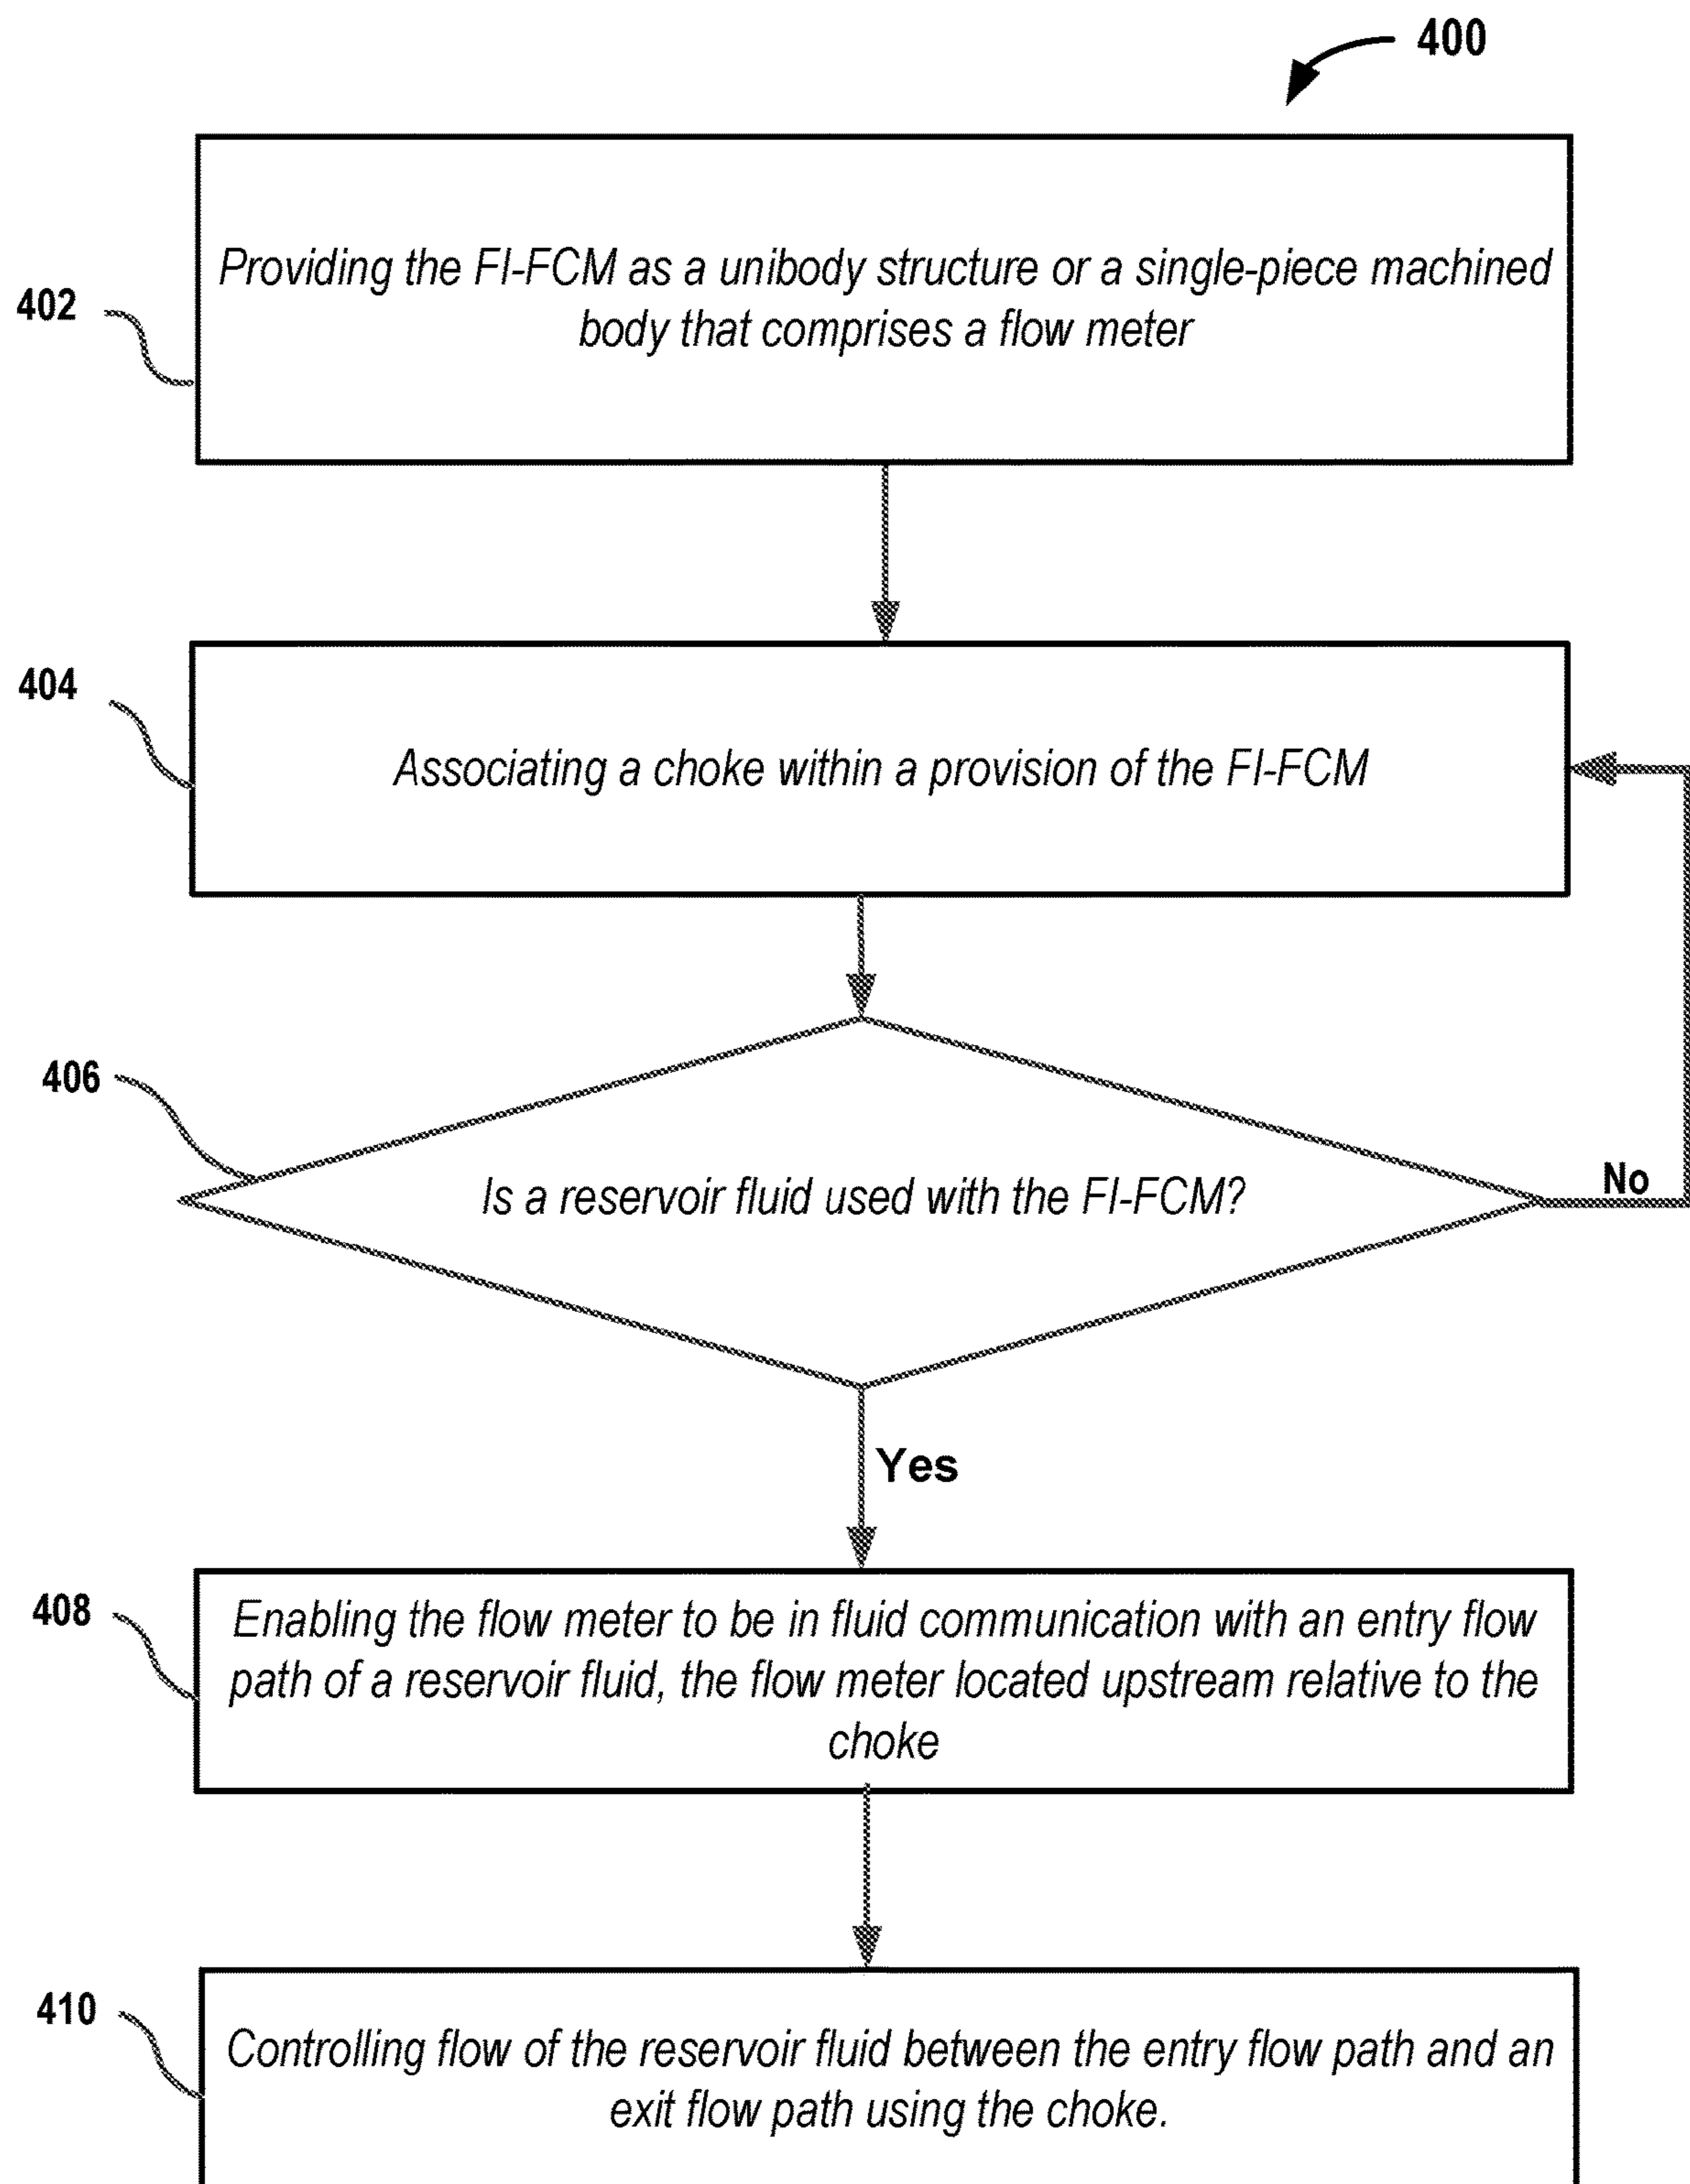 400
402
Providing the FI-FCM as a unibody structure or a single-piece machined
body that comprises a flow meter
404
Associating a choke within a provision of the FI-FCM
406
Is a reservoir fluid used with the FI-FCM?
No
Yes
408
Enabling the flow meter to be in fluid communication with an entry flow
path of a reservoir fluid, the flow meter located upstream relative to the
choke
410
Controlling flow of the reservoir fluid between the entry flow path and an
exit flow path using the choke.